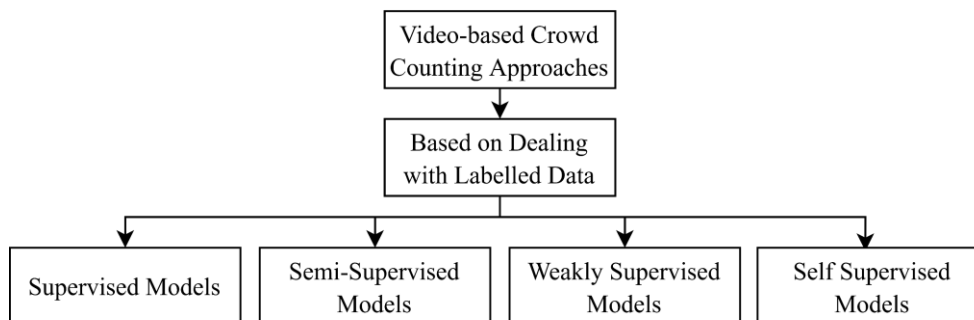 Video-based Crowd
Counting Approaches
Based on Dealing
with Labelled Data
Supervised Models
Semi-Supervised
Models
Weakly Supervised
Models
Self Supervised
Models